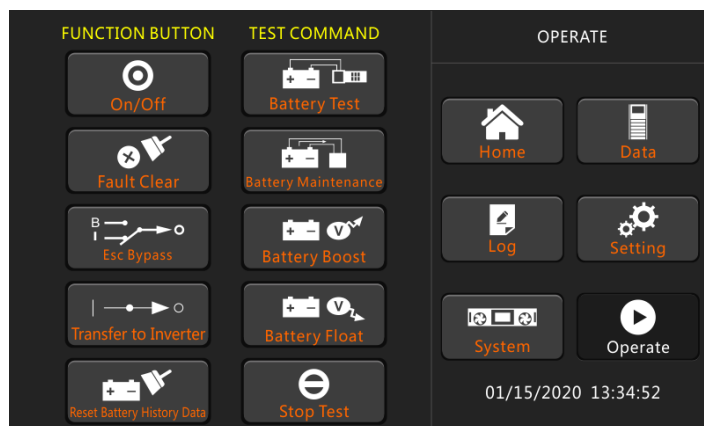 FUNCTION BUTTON
TEST COMMAND
OPERATE
On/Off
Battery Test
Fault Clear
Battery Maintenance
B
I
Esc Bypass
V
Battery Boost
Transfer to Inverter
V
Battery Float
Reset Battery History Data
Stop Test
Home
Data
Log
Setting
System
Operate
01/15/2020 13:34:52